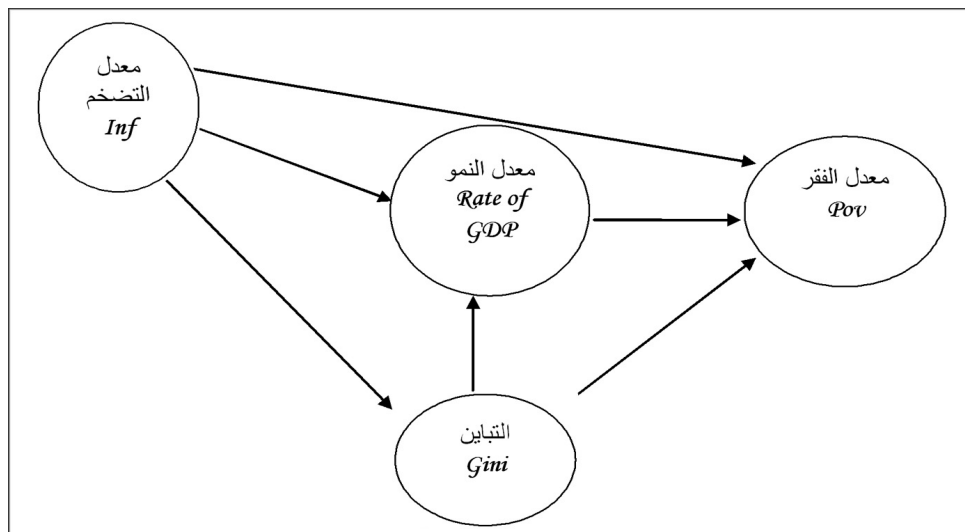 معدل
التضخم
Inf
معدل النمو
Rate of
GDP
معدل الفقر
Pov
التباين
Gini